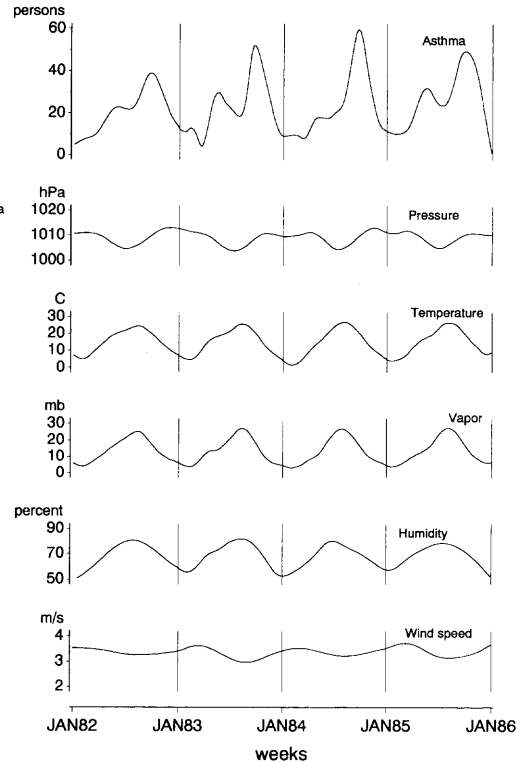 persons
60
40
20
0
Asthma
hPa
a
1020
1010
1000
Pressure
C
30
20
10
0
Temperature
mb
30
20
10
0
Vapor
percent
90
70
50
Humidity
m/s
4
3
2
Wind speed
JAN82 JAN83 JAN84 JAN85 JAN86
weeks